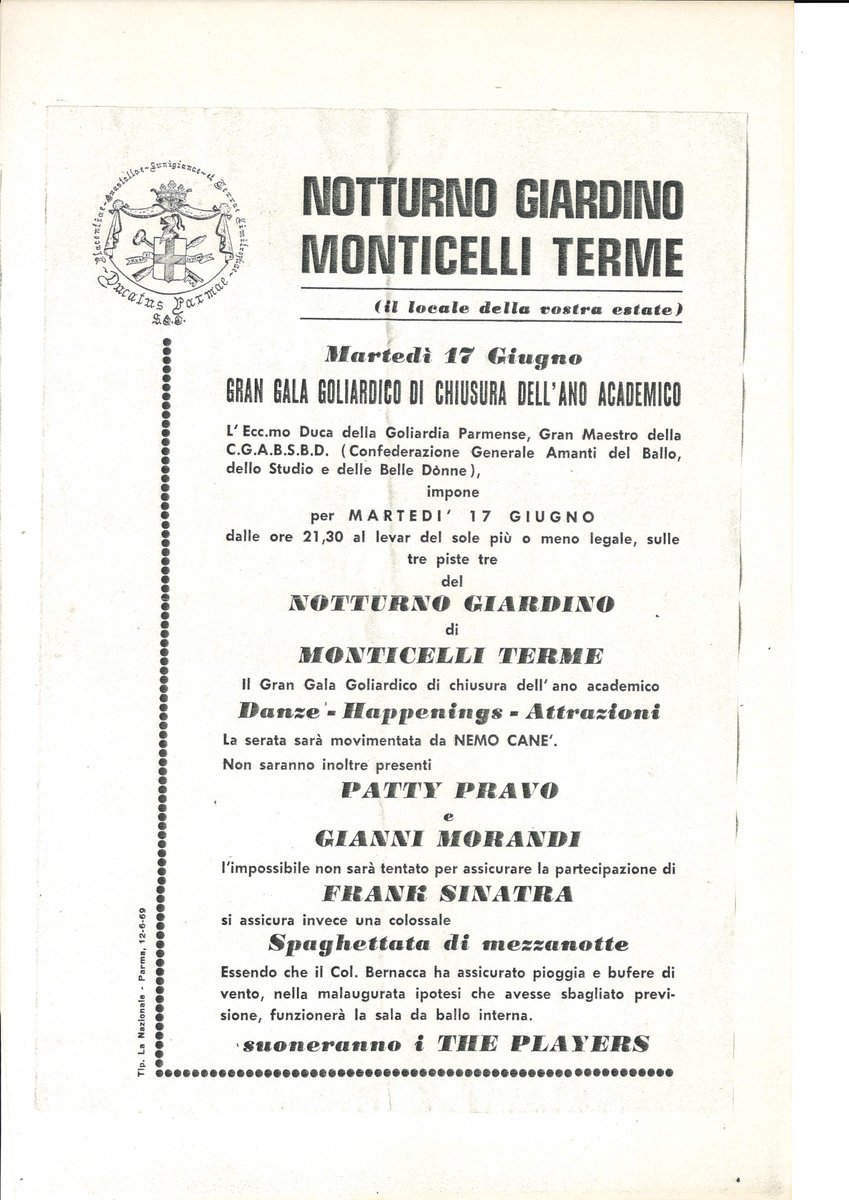 Placentiae-Guastallae-Lunigianae-et Terrae Limitrophae-
-Ducatus Parmae-
S.G.T.
NOTTURNO GIARDINO
MONTICELLI TERME
(il locale della vostra estate)
Martedì 17 Giugno
GRAN GALA GOLIARDICO DI CHIUSURA DELL'ANO ACADEMICO
L'Ecc.mo Duca della Goliardia Parmense, Gran Maestro della
C.G.A.B.S.B.D. (Confederazione Generale Amanti del Ballo,
dello Studio e delle Belle Dònne),
impone
per MARTEDI' 17 GIUGNO
dalle ore 21,30 al levar del sole più o meno legale, sulle
tre piste tre
del
NOTTURNO GIARDINO
di
MONTICELLI TERME
Il Gran Gala Goliardico di chiusura dell'ano academico
Danze - Happenings - Attrazioni
La serata sarà movimentata da NEMO CANE'.
Non saranno inoltre presenti
PATTY PRAVO
e
GIANNI MORANDI
l'impossibile non sarà tentato per assicurare la partecipazione di
FRANK SINATRA
si assicura invece una colossale
Spaghettata di mezzanotte
Essendo che il Col. Bernacca ha assicurato pioggia e bufere di
vento, nella malaugurata ipotesi che avesse sbagliato previ-
sione, funzionerà la sala da ballo interna.
suoneranno i THE PLAYERS
Tip. La Nazionale - Parma, 12-6-69